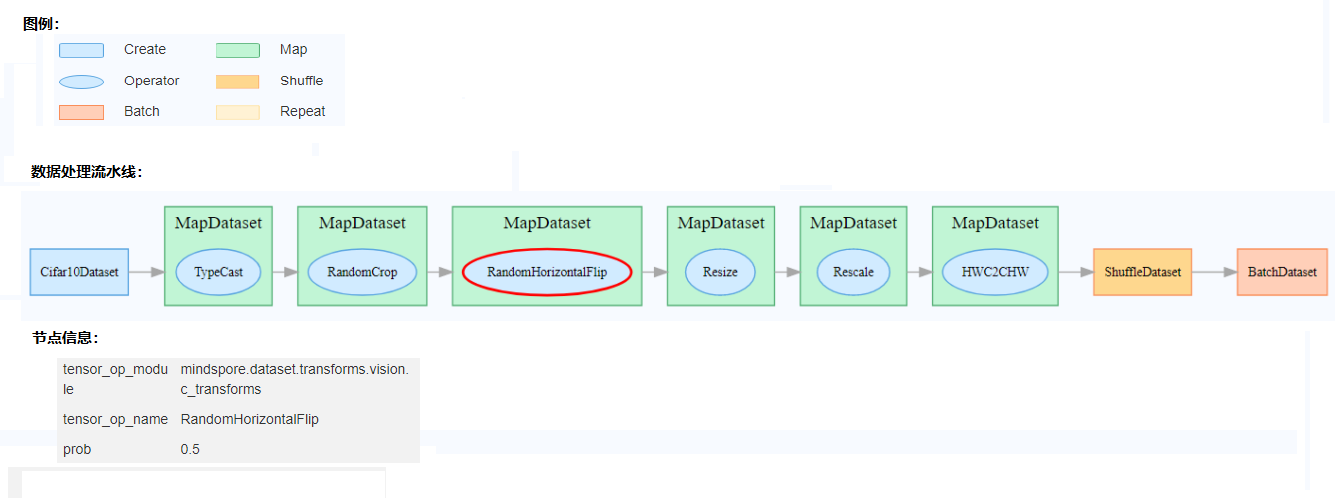 图例：
Create Map
Operator Shuffle
Batch Repeat
数据处理流水线：
MapDataset MapDataset MapDataset MapDataset MapDataset MapDataset
Cifar10Dataset TypeCast RandomCrop RandomHorizontalFlip Resize Rescale HWC2CHW ShuffleDataset BatchDataset
节点信息：
tensor_op_modu mindspore.dataset.transforms.vision.
le c_transforms
tensor_op_name RandomHorizontalFlip
prob 0.5